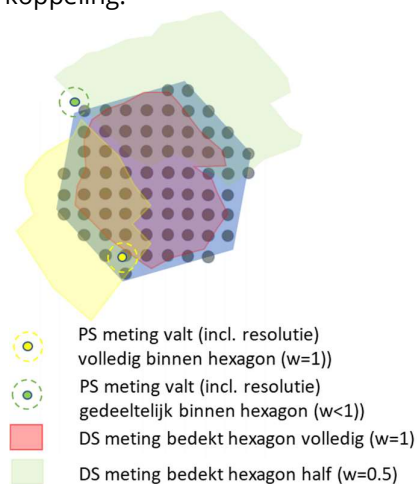 koppeling.
PS meting valt (incl. resolutie)
volledig binnen hexagon (w=1))
PS meting valt (incl. resolutie)
gedeeltelijk binnen hexagon (w<1))
DS meting bedekt hexagon volledig (w=1)
DS meting bedekt hexagon half (w=0.5)